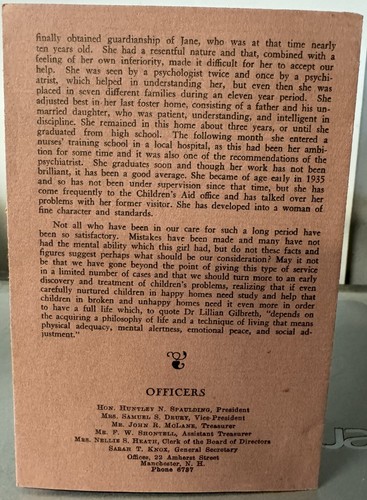 finally obtained guardianship of Jane, who was at that time nearly
ten years old. She had a resentful nature and that, combined with a
feeling of her own inferiority, made it difficult for her to accept our
help. She was seen by a psychologist twice and once by a psychi-
atrist, which helped in understanding her, but even then she was
placed in seven different families during an eleven year period. She
adjusted best in her last foster home, consisting of a father and his un-
married daughter, who was patient, understanding, and intelligent in
discipline. She remained in this home about three years, or until she
graduated from high school. The following month she entered a
nurses' training school in a local hospital, as this had been her ambi-
tion for some time and it was also one of the recommendations of the
psychiatrist. She graduates soon and though her work has not been
brilliant, it has been a good average. She became of age early in 1935
and so has not been under supervision since that time, but she has
come frequently to the Children's Aid office and has talked over her
problems with her former visitor. She has developed into a woman of
fine character and standards.
Not all who have been in our care for such a long period have
been so satisfactory. Mistakes have been made and many have not
had the mental ability which this girl had, but do not these facts and
figures suggest perhaps what should be our consideration? May it not
be that we have gone beyond the point of giving this type of service
in a limited number of cases and that we should turn more to an early
discovery and treatment of children's problems, realizing that if even
carefully nurtured children in happy homes need study and help that
children in broken and unhappy homes need it even more in order
to have a full life which, to quote Dr Lillian Gilbreth, "depends on
the acquiring a philosophy of life and a technique of living that means
physical adequacy, mental alertness, emotional peace, and social ad-
justment."
OFFICERS
HON. HUNTLEY N. SPAULDING, President
MRS. SAMUEL S. DRURY, Vice-President
MR. JOHN R. MCLANE, Treasurer
MR. F. W. SHONTELL, Assistant Treasurer
MRS. NELLIE S. HEATH, Clerk of the Board of Directors
SARAH T. KNOX, General Secretary
Offices, 22 Amherst Street
Manchester, N. H.
Phone 6757